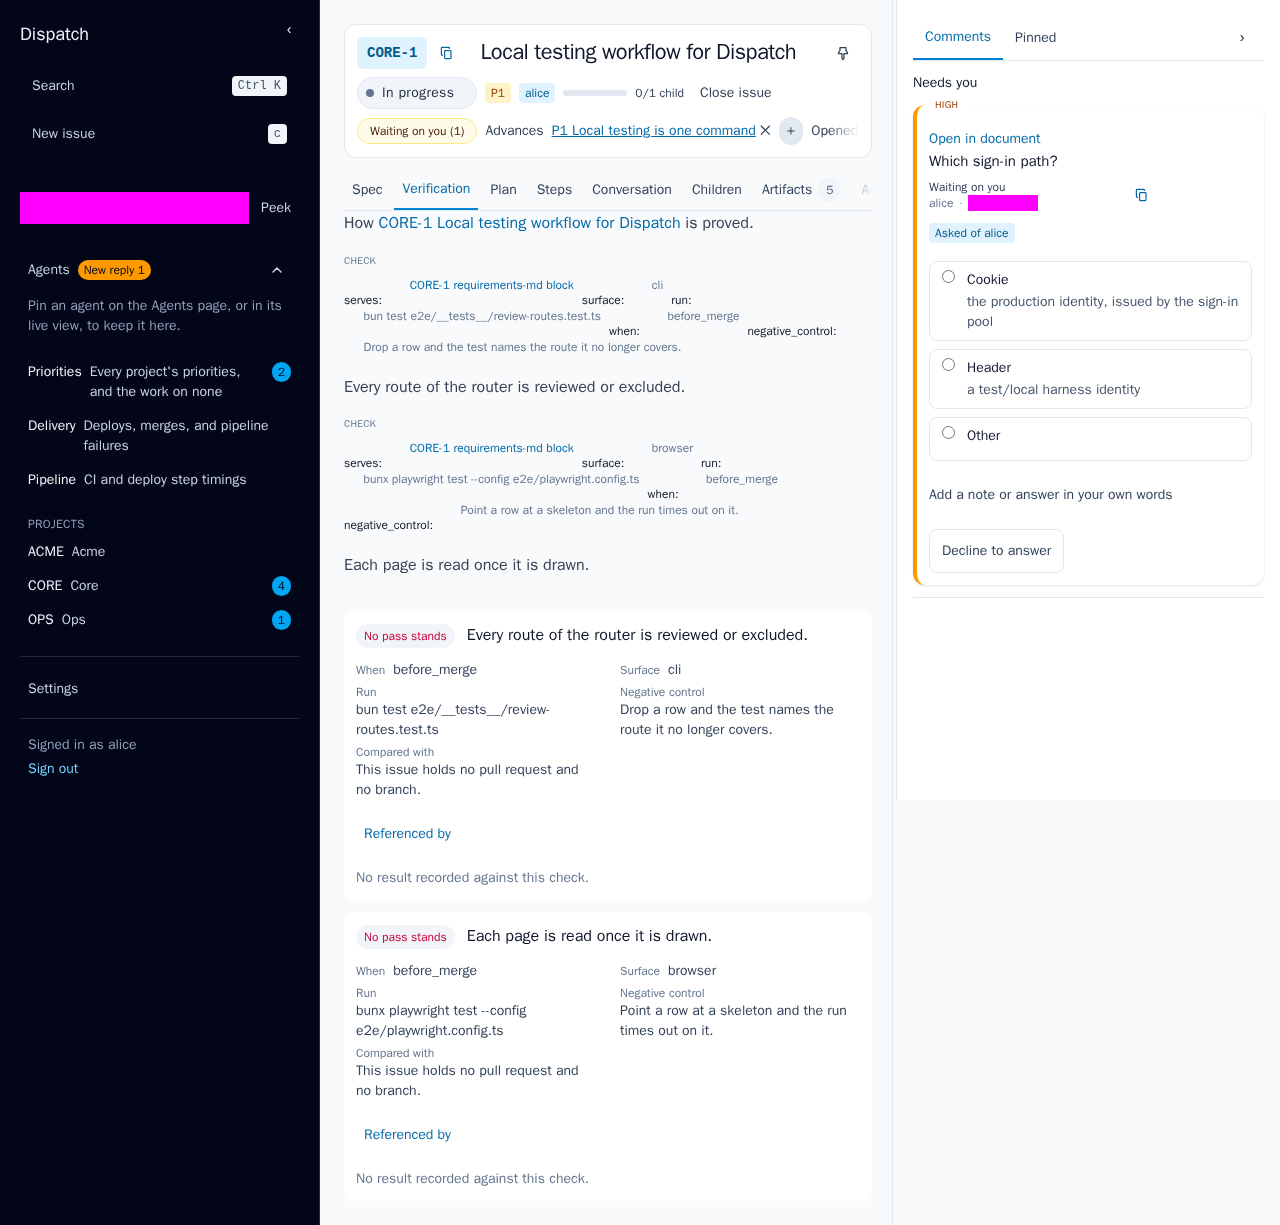 Dispatch
Search
Ctrl K
New issue
C
Peek
Agents
New reply 1
Pin an agent on the Agents page, or in its
live view, to keep it here.
Priorities
Every project's priorities,
and the work on none
2
Delivery
Deploys, merges, and pipeline
failures
Pipeline
CI and deploy step timings
PROJECTS
ACME Acme
CORE Core
4
OPS Ops
1
Settings
Signed in as alice
Sign out
CORE-1
Local testing workflow for Dispatch
In progress
P1
alice
0/1 child
Close issue
Waiting on you (1)
Advances
P1 Local testing is one command
Opened
Spec
Verification
Plan
Steps
Conversation
Children
Artifacts
5
How CORE-1 Local testing workflow for Dispatch is proved.
CHECK
CORE-1 requirements-md block
cli
serves:
surface:
run:
bun test e2e/__tests__/review-routes.test.ts
before_merge
when:
negative_control:
Drop a row and the test names the route it no longer covers.
Every route of the router is reviewed or excluded.
CHECK
CORE-1 requirements-md block
browser
serves:
surface:
run:
bunx playwright test --config e2e/playwright.config.ts
before_merge
when:
Point a row at a skeleton and the run times out on it.
negative_control:
Each page is read once it is drawn.
No pass stands
Every route of the router is reviewed or excluded.
When before_merge
Surface cli
Run
bun test e2e/__tests__/review-
routes.test.ts
Negative control
Drop a row and the test names the
route it no longer covers.
Compared with
This issue holds no pull request and
no branch.
Referenced by
No result recorded against this check.
No pass stands
Each page is read once it is drawn.
When before_merge
Surface browser
Run
bunx playwright test --config
e2e/playwright.config.ts
Negative control
Point a row at a skeleton and the run
times out on it.
Compared with
This issue holds no pull request and
no branch.
Referenced by
No result recorded against this check.
Comments
Pinned
Needs you
HIGH
Open in document
Which sign-in path?
Waiting on you
alice ·
Asked of alice
Cookie
the production identity, issued by the sign-in
pool
Header
a test/local harness identity
Other
Add a note or answer in your own words
Decline to answer